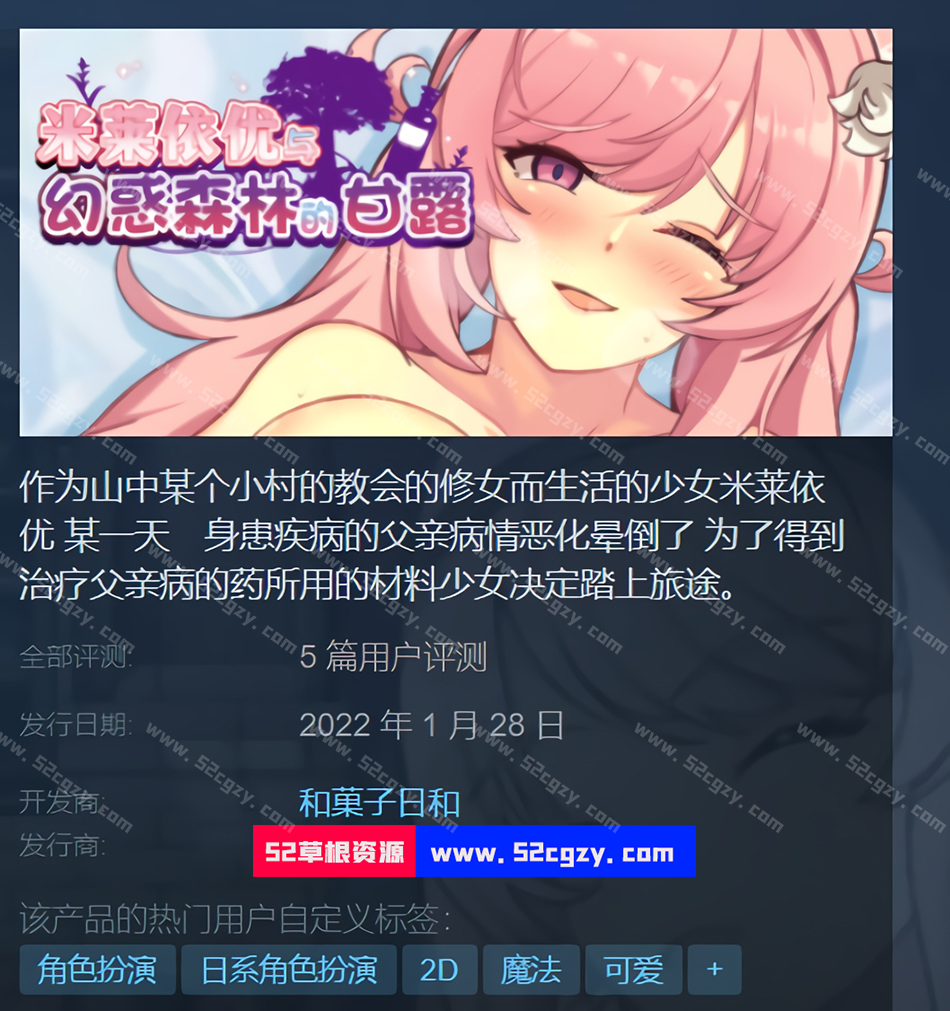 米莱依优与
幻惑森林的甘露
作为山中某个小村的教会的修女而生活的少女米莱依
优 某一天　身患疾病的父亲病情恶化晕倒了 为了得到
治疗父亲病的药所用的材料少女决定踏上旅途。
全部评测: 5 篇用户评测
发行日期: 2022 年 1 月 28 日
开发商: 和菓子日和
发行商:
52草根资源 www.52cgzy.com
该产品的热门用户自定义标签:
角色扮演 日系角色扮演 2D 魔法 可爱 +
www.52cgzy.com